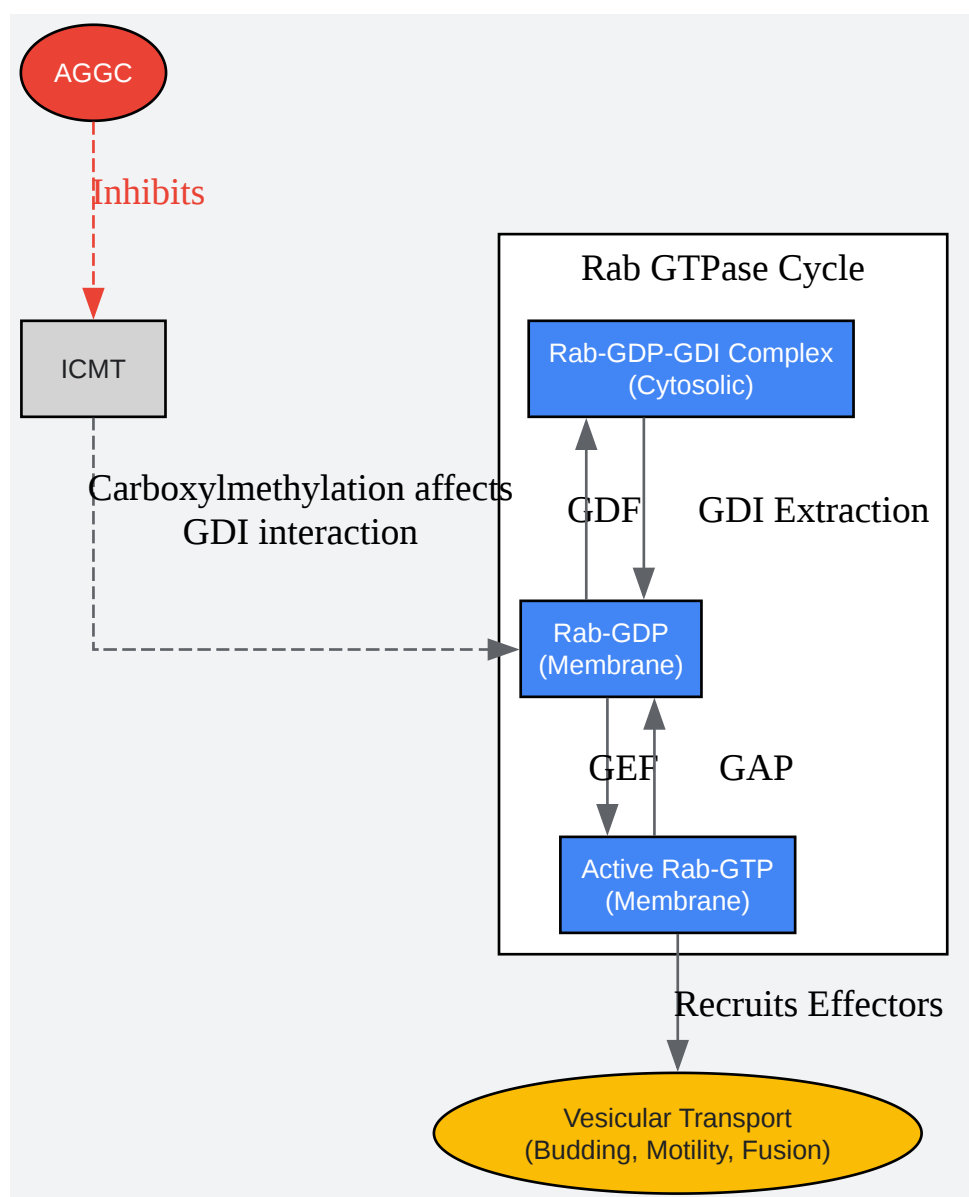 AGGC
Inhibits
Rab GTPase Cycle
Rab-GDP-GDI Complex
(Cytosolic)
ICMT
Carboxylmethylation affects
GDI interaction
GDF
GDI Extraction
Rab-GDP
(Membrane)
GEF
GAP
Active Rab-GTP
(Membrane)
Recruits Effectors
Vesicular Transport
(Budding, Motility, Fusion)